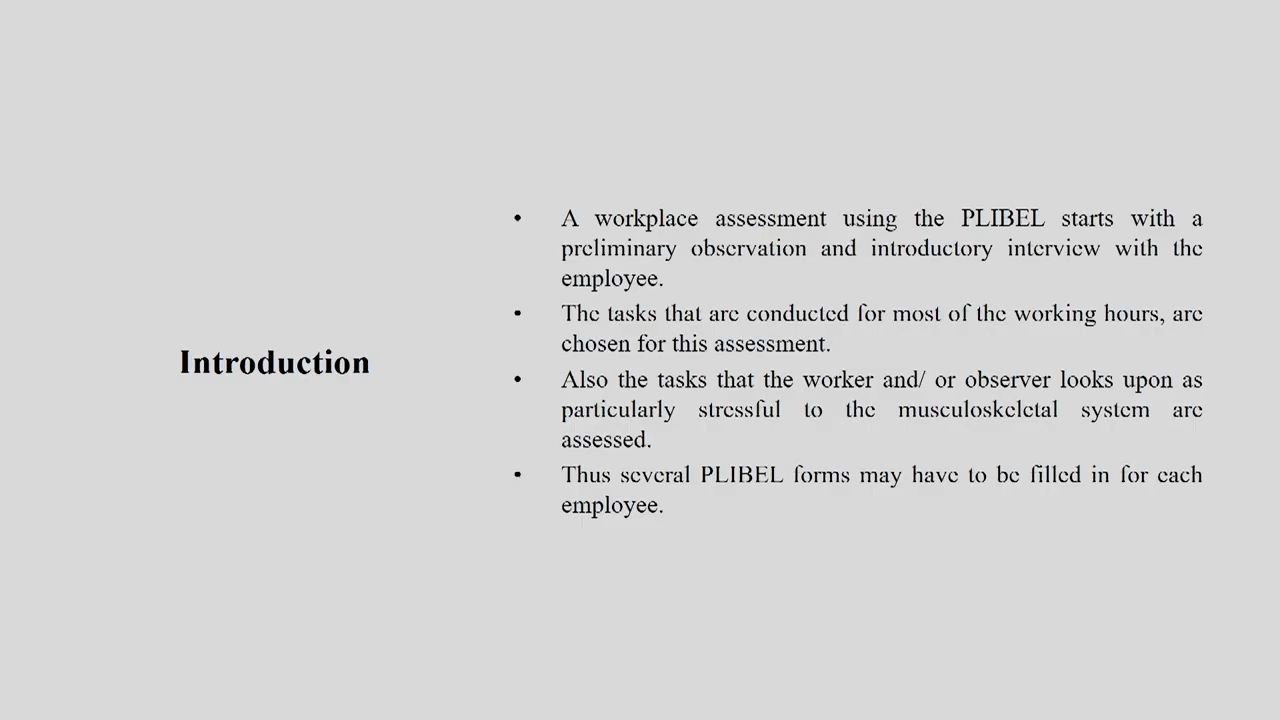 Introduction
• A workplace assessment using the PLIBEL starts with a
preliminary observation and introductory interview with the
employee.
• The tasks that are conducted for most of the working hours, are
chosen for this assessment.
• Also the tasks that the worker and/ or observer looks upon as
particularly stressful to the musculoskeletal system are
assessed.
• Thus several PLIBEL forms may have to be filled in for each
employee.